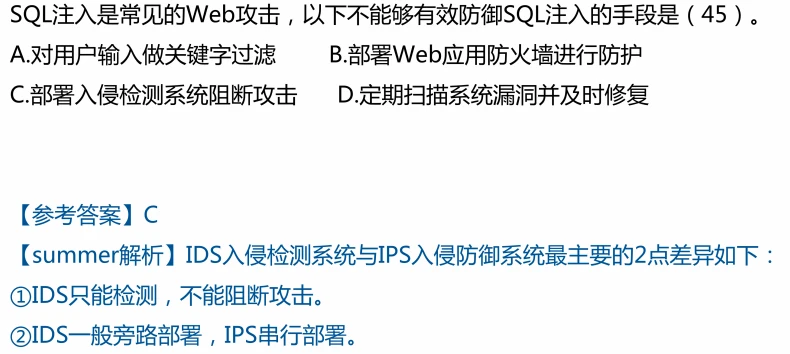 SQL注入是常见的Web攻击，以下不能够有效防御SQL注入的手段是（45）。
A.对用户输入做关键字过滤 B.部署Web应用防火墙进行防护
C.部署入侵检测系统阻断攻击 D.定期扫描系统漏洞并及时修复
【参考答案】C
【summer解析】IDS入侵检测系统与IPS入侵防御系统最主要的2点差异如下：
①IDS只能检测，不能阻断攻击。
②IDS一般旁路部署，IPS串行部署。